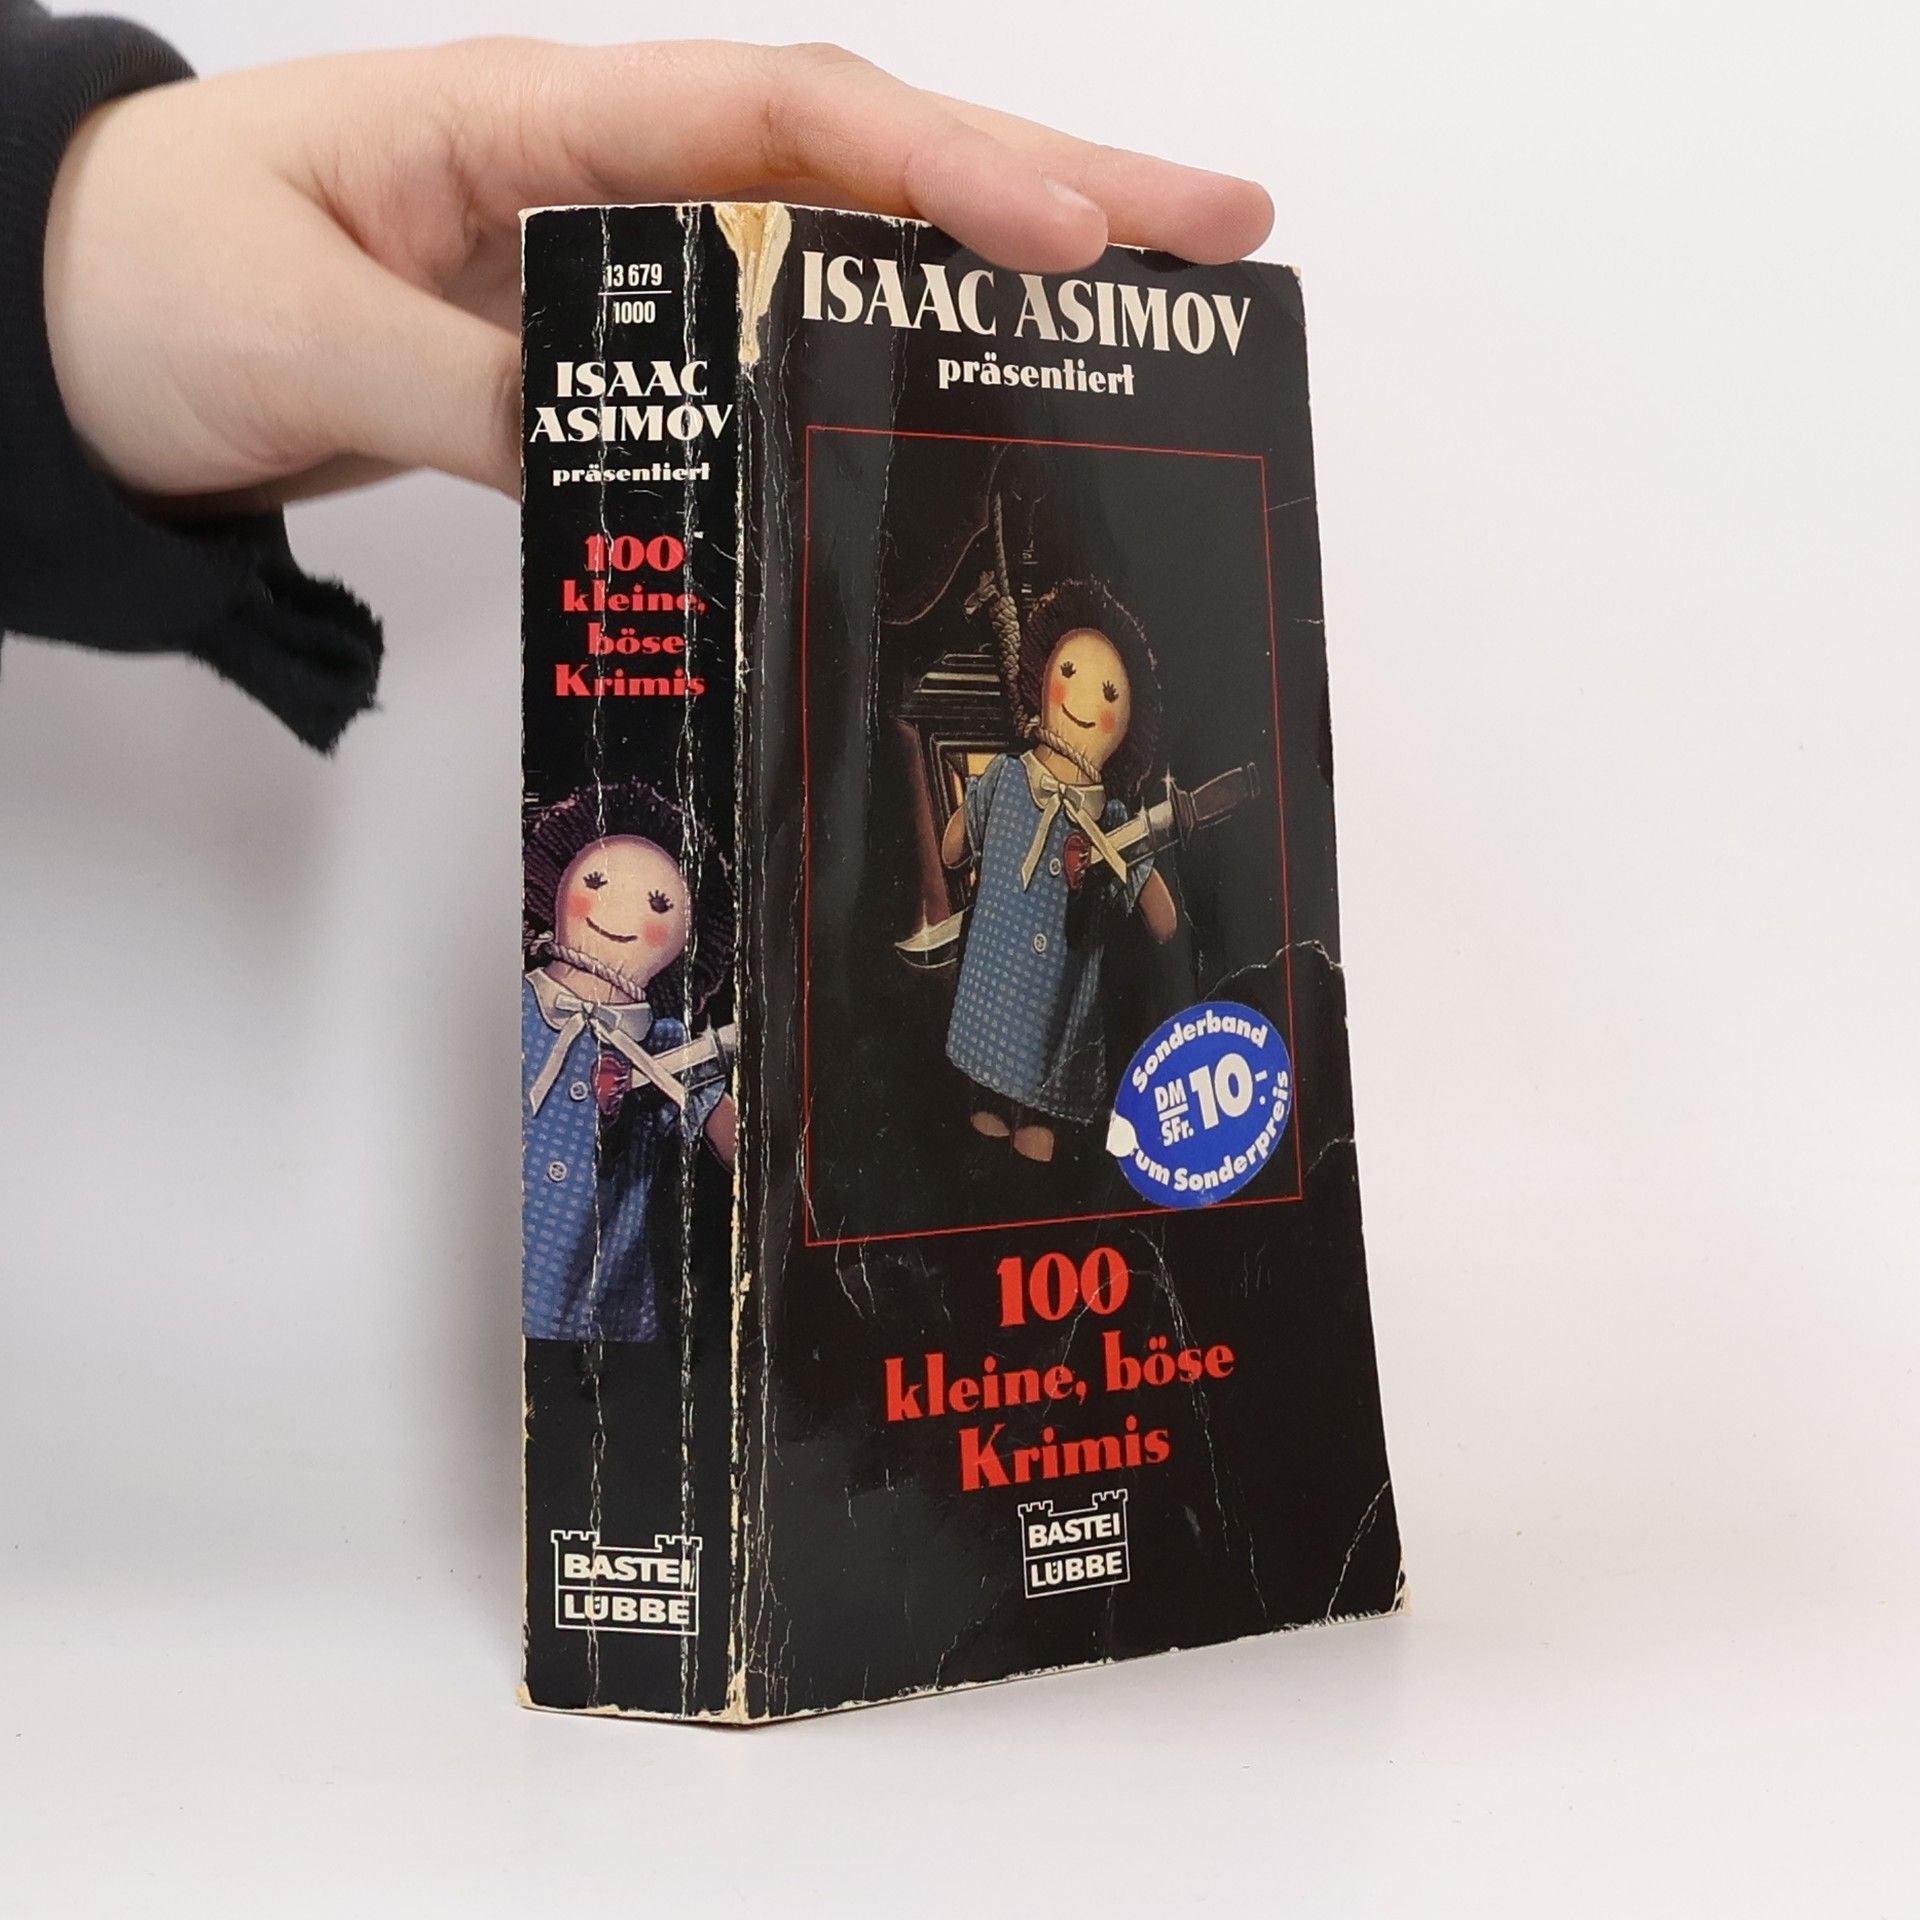 13 679
1000
ISAAC
ASIMOV
präsentiert
100
kleine,
böse
Krimis
BASTEI
LÜBBE
ISAAC ASIMOV
präsentiert
Sonderband
DM
SFr.
10.-
um Sonderpreis
100
kleine, böse
Krimis
BASTEI
LÜBBE